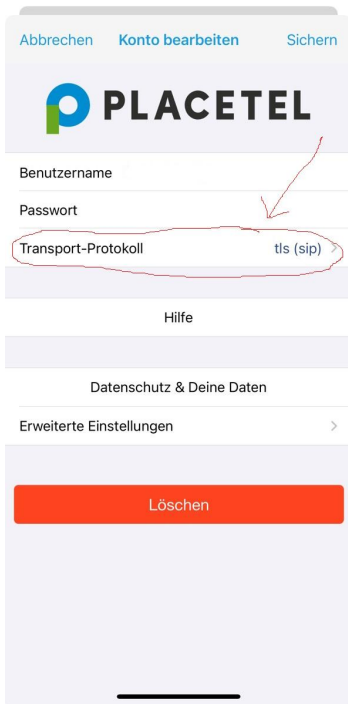 Abbrechen Konto bearbeiten Sichern
PLACETEL
Benutzername
Passwort
Transport-Protokoll tls (sip)
Hilfe
Datenschutz & Deine Daten
Erweiterte Einstellungen
Löschen